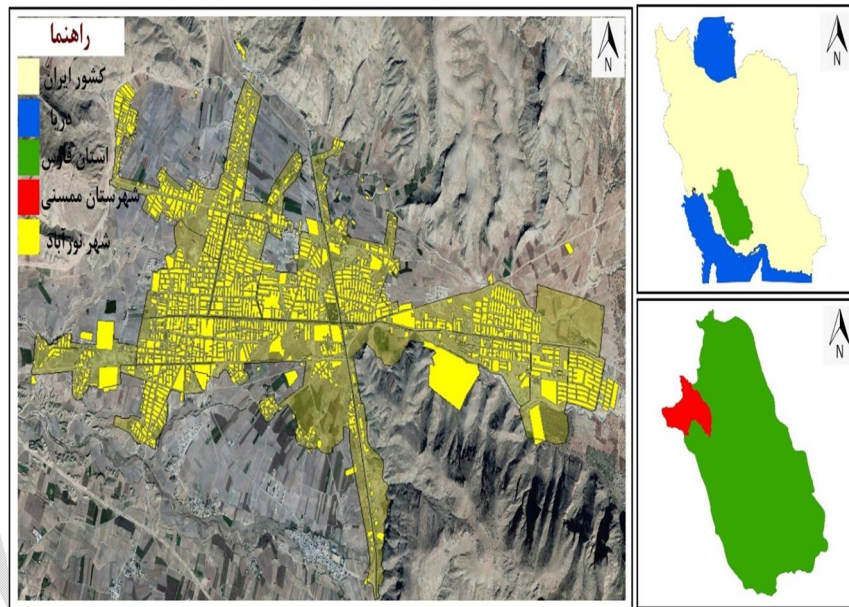 راهنما
کشور ایران
دریا
استان فارس
شهرستان ممسنی
شهر نورآباد
N
N
N